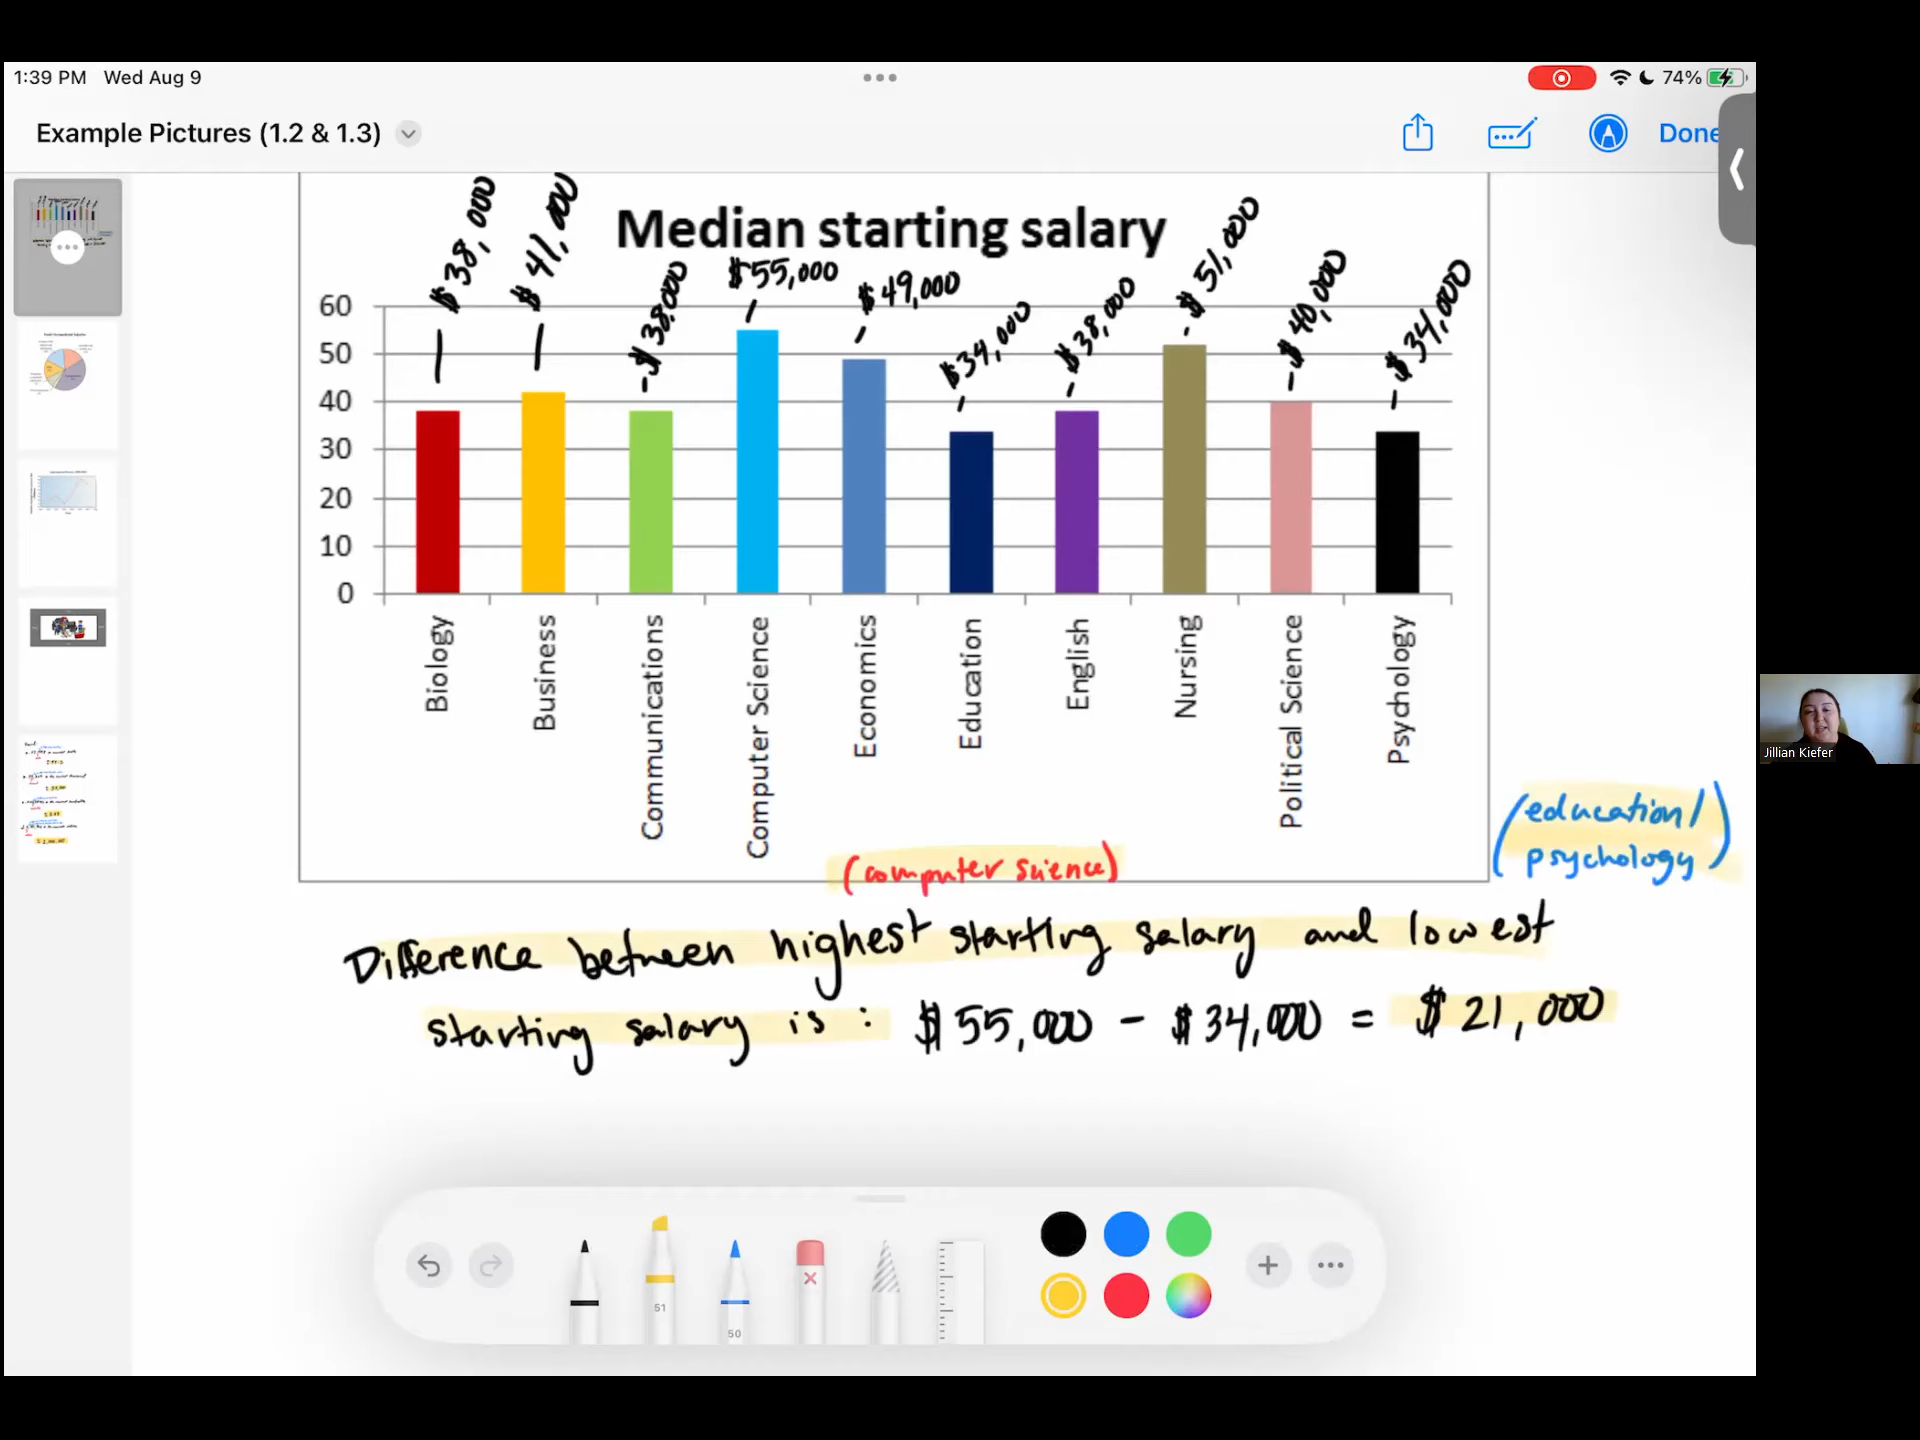 1:39 PM Wed Aug 9
74%
Example Pictures (1.2 & 1.3)
Done
Median starting salary
$38,000
$41,000
$38,000
$55,000
$49,000
$34,000
$38,000
$51,000
$40,000
$34,000
60
50
40
30
20
10
0
Biology
Business
Communications
Computer Science
Economics
Education
English
Nursing
Political Science
Psychology
(computer science)
(education/
psychology)
Difference between highest starting salary and lowest
starting salary is: $55,000 - $34,000 = $21,000
51
50
Jillian Kiefer